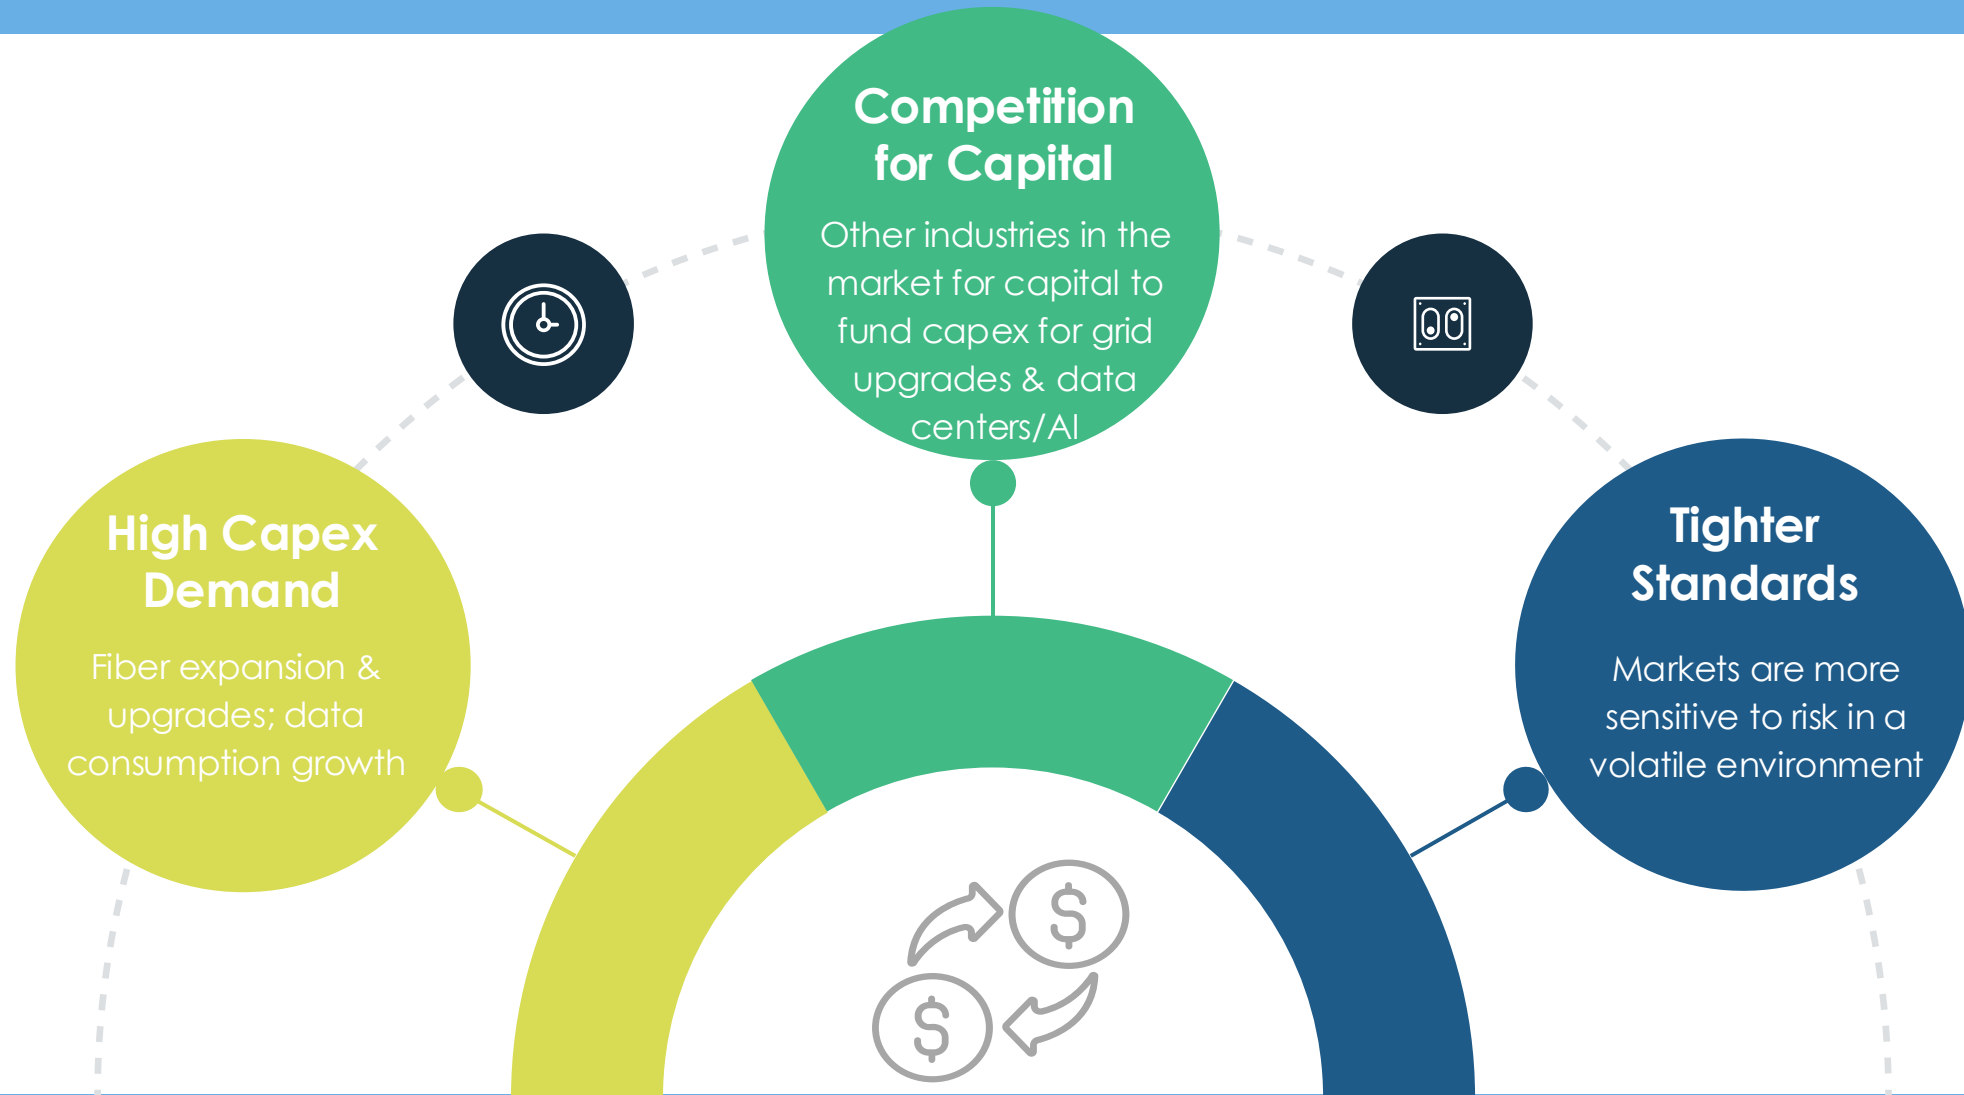 Competition
for Capital
Other industries in the
market for capital to
fund capex for grid
upgrades & data
centers/AI
High Capex
Demand
Fiber expansion &
upgrades; data
consumption growth
Tighter
Standards
Markets are more
sensitive to risk in a
volatile environment
$
$